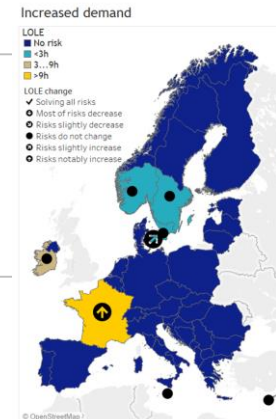 Increased demand
LOLE
No risk
<3h
3...9h
>9h
LOLE change
Solving all risks
Most of risks decrease
Risks slightly decrease
Risks do not change
Risks slightly increase
Risks notably increase
© OpenStreetMap /